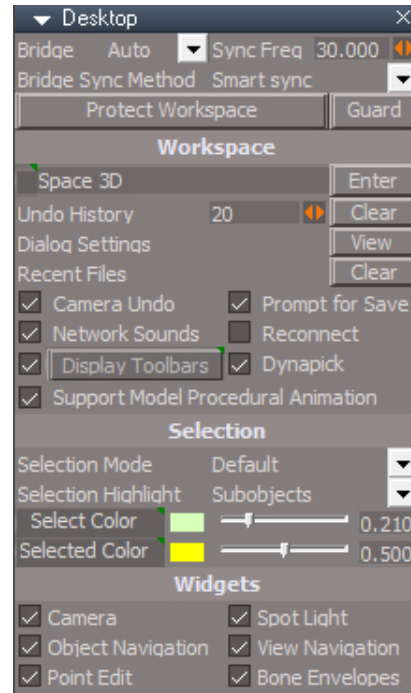 Desktop
Bridge Auto Sync Freq 30.000
Bridge Sync Method Smart sync
Protect Workspace Guard
Workspace
Space 3D Enter
Undo History 20 Clear
Dialog Settings View
Recent Files Clear
Camera Undo Prompt for Save
Network Sounds Reconnect
Display Toolbars Dynapick
Support Model Procedural Animation
Selection
Selection Mode Default
Selection Highlight Subobjects
Select Color 0.210
Selected Color 0.500
Widgets
Camera Spot Light
Object Navigation View Navigation
Point Edit Bone Envelopes